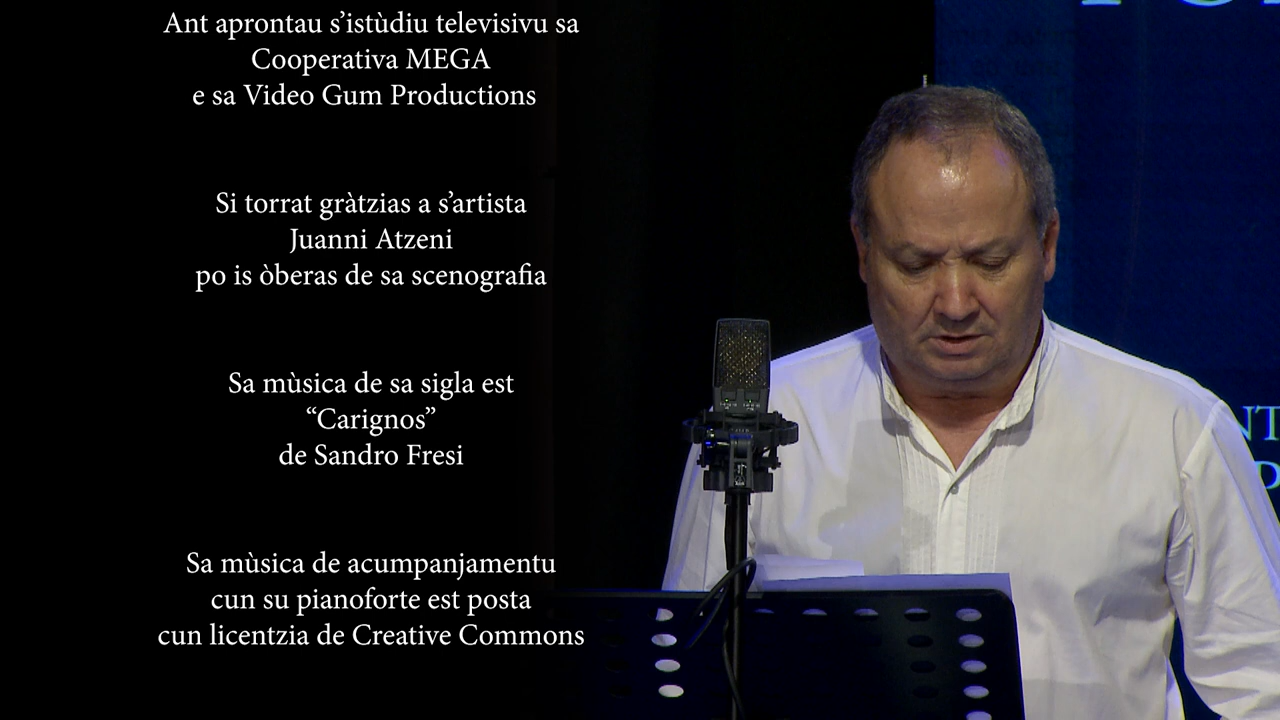 Ant aprontau s’istùdiu televisivu sa
Cooperativa MEGA
e sa Video Gum Productions
Si torrat gràtzias a s’artista
Juanni Atzeni
po is òberas de sa scenografia
Sa mùsica de sa sigla est
“Carignos”
de Sandro Fresi
Sa mùsica de acumpanjamentu
cun su pianoforte est posta
cun licentzia de Creative Commons